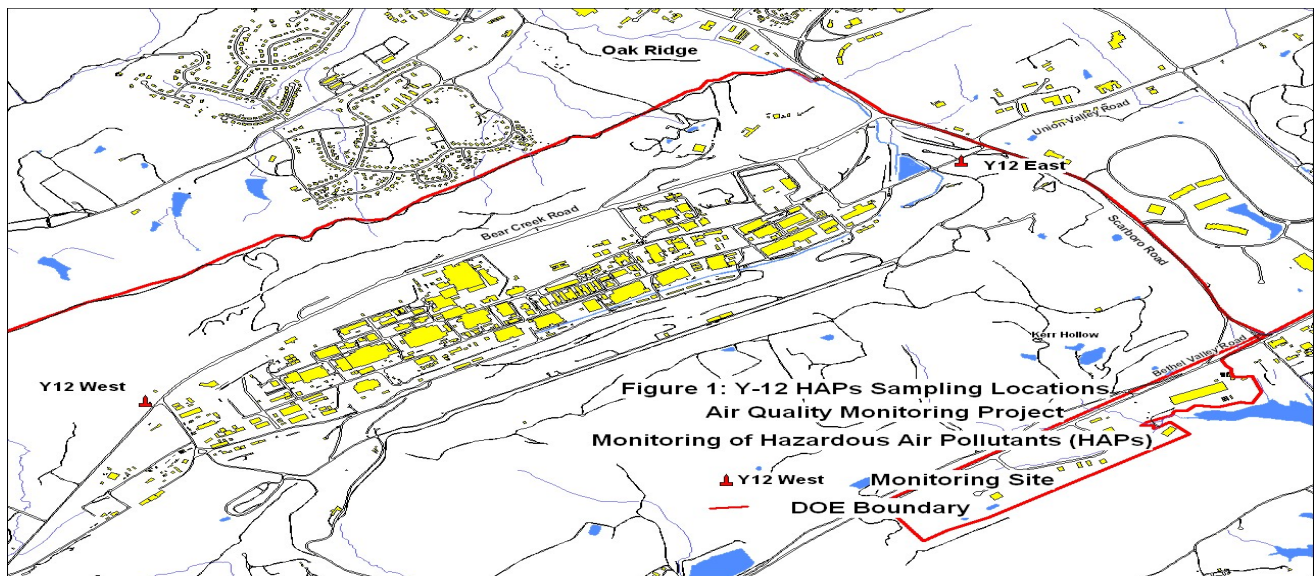 Oak Ridge
Union Valley Road
Y12 East
Bear Creek Road
Scarboro Road
Kerr Hollow
Bethel Valley Road
Y12 West
Figure 1: Y-12 HAPs Sampling Locations
Air Quality Monitoring Project
Monitoring of Hazardous Air Pollutants (HAPs)
Y12 West Monitoring Site
DOE Boundary